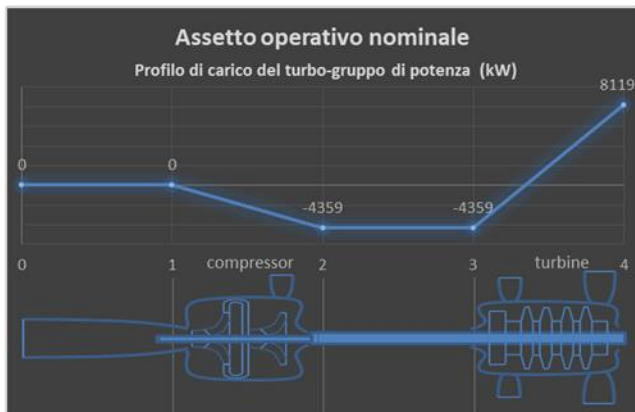 Assetto operativo nominale
Profilo di carico del turbo-gruppo di potenza (kW)
8119
0 0
-4359 -4359
0 1 compressor 2 3 turbine 4